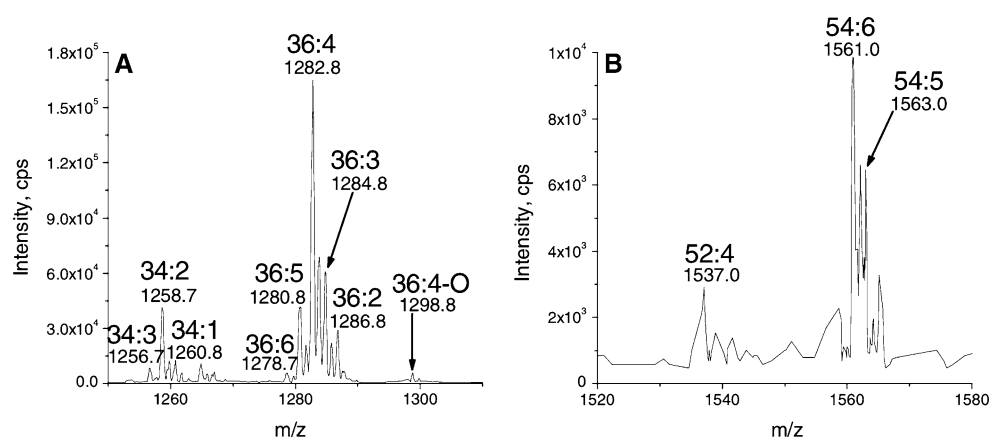 A
Intensity, cps
1.8x10⁵
1.5x10⁵
1.2x10⁵
9.0x10⁴
6.0x10⁴
3.0x10⁴
0.0
36:4
1282.8
36:3
1284.8
34:2
1258.7
36:5
1280.8
36:2
1286.8
36:4-O
1298.8
34:3
1256.7
34:1
1260.8
36:6
1278.7
1260
1280
1300
m/z
B
Intensity, cps
1x10⁴
8x10³
6x10³
4x10³
2x10³
0
54:6
1561.0
54:5
1563.0
52:4
1537.0
1520
1540
1560
1580
m/z